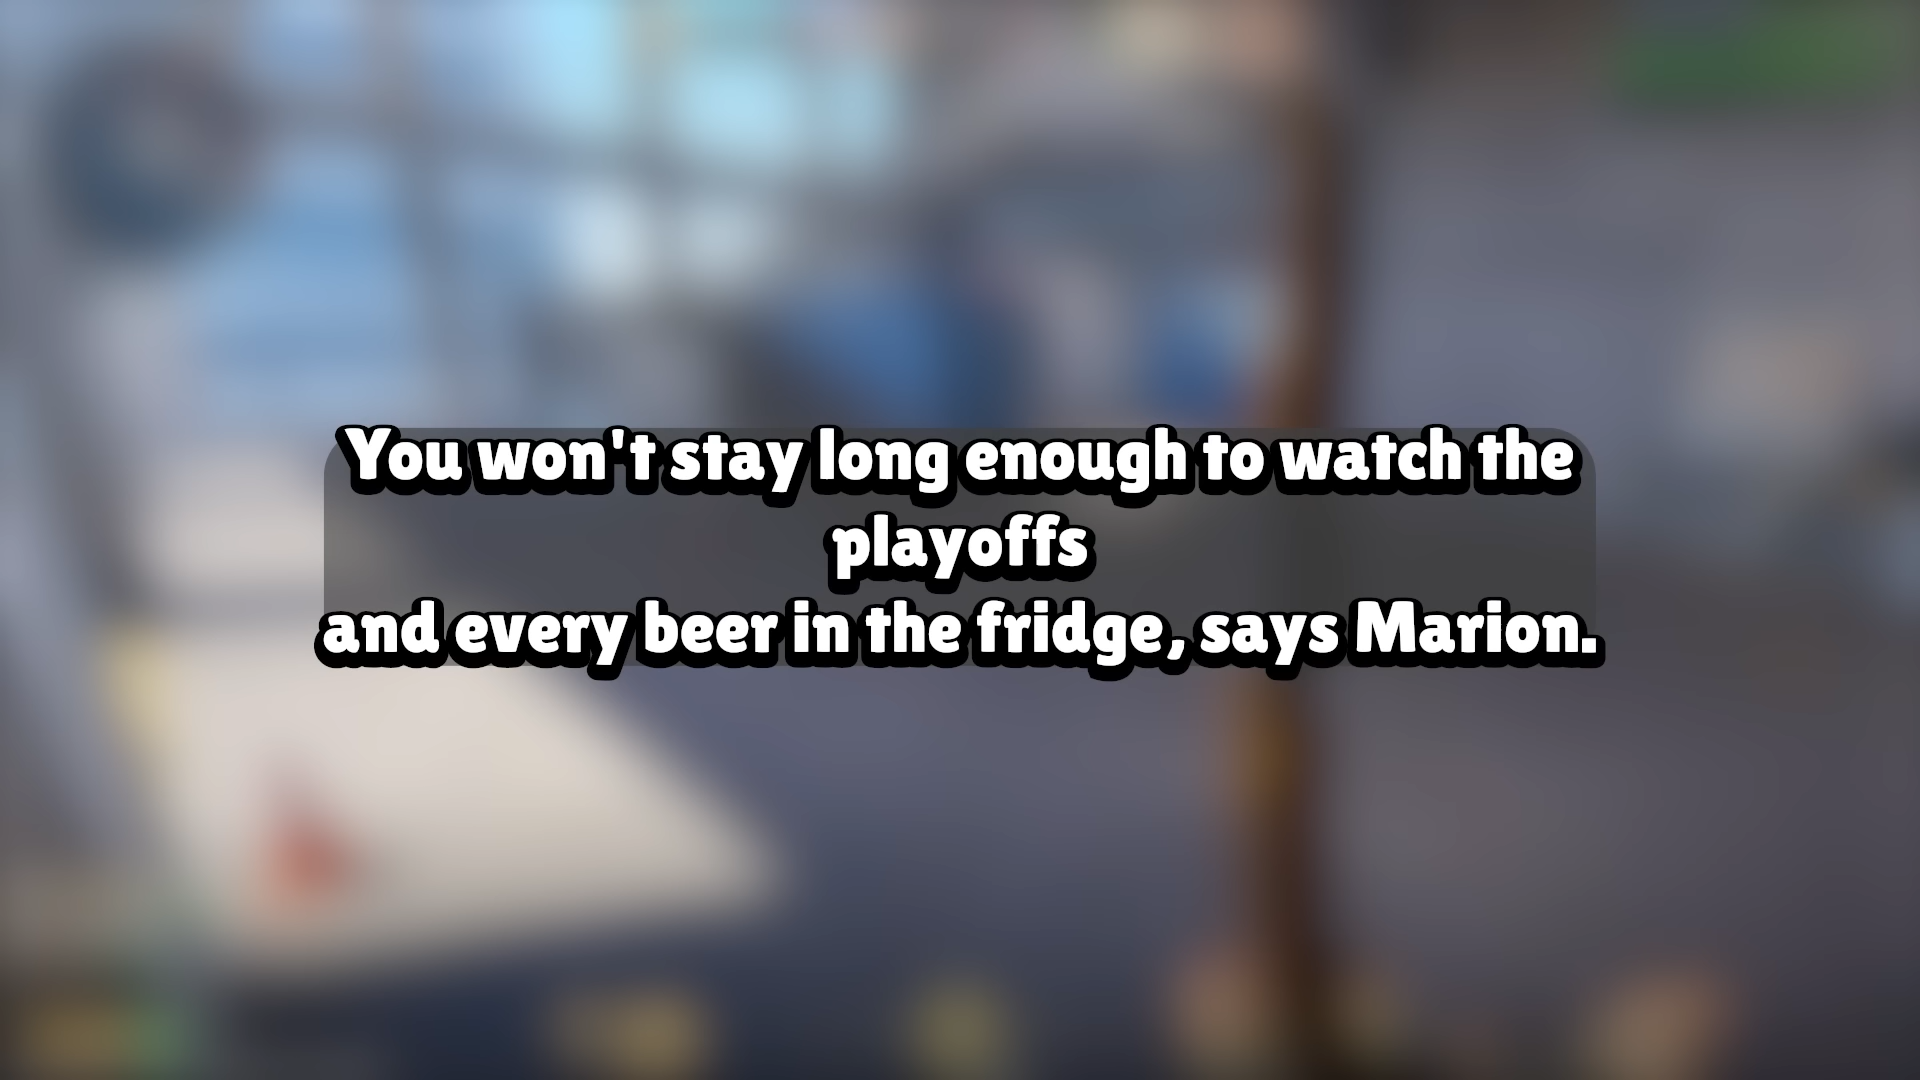 You won't stay long enough to watch the
playoffs
and every beer in the fridge, says Marion.